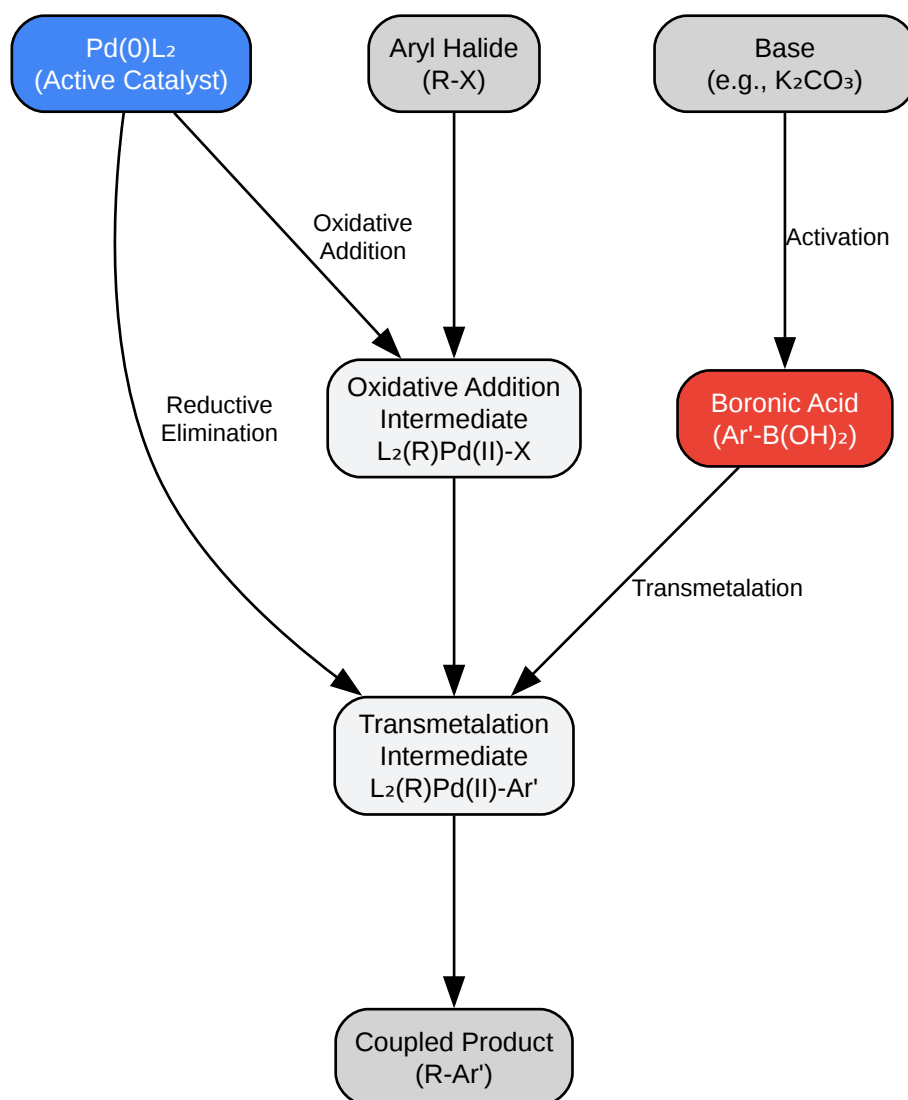 Pd(0)L₂
(Active Catalyst)
Aryl Halide
(R-X)
Base
(e.g., K₂CO₃)
Oxidative
Addition
Activation
Oxidative Addition
Intermediate
L₂(R)Pd(II)-X
Reductive
Elimination
Boronic Acid
(Ar'-B(OH)₂)
Transmetalation
Transmetalation
Intermediate
L₂(R)Pd(II)-Ar'
Coupled Product
(R-Ar')